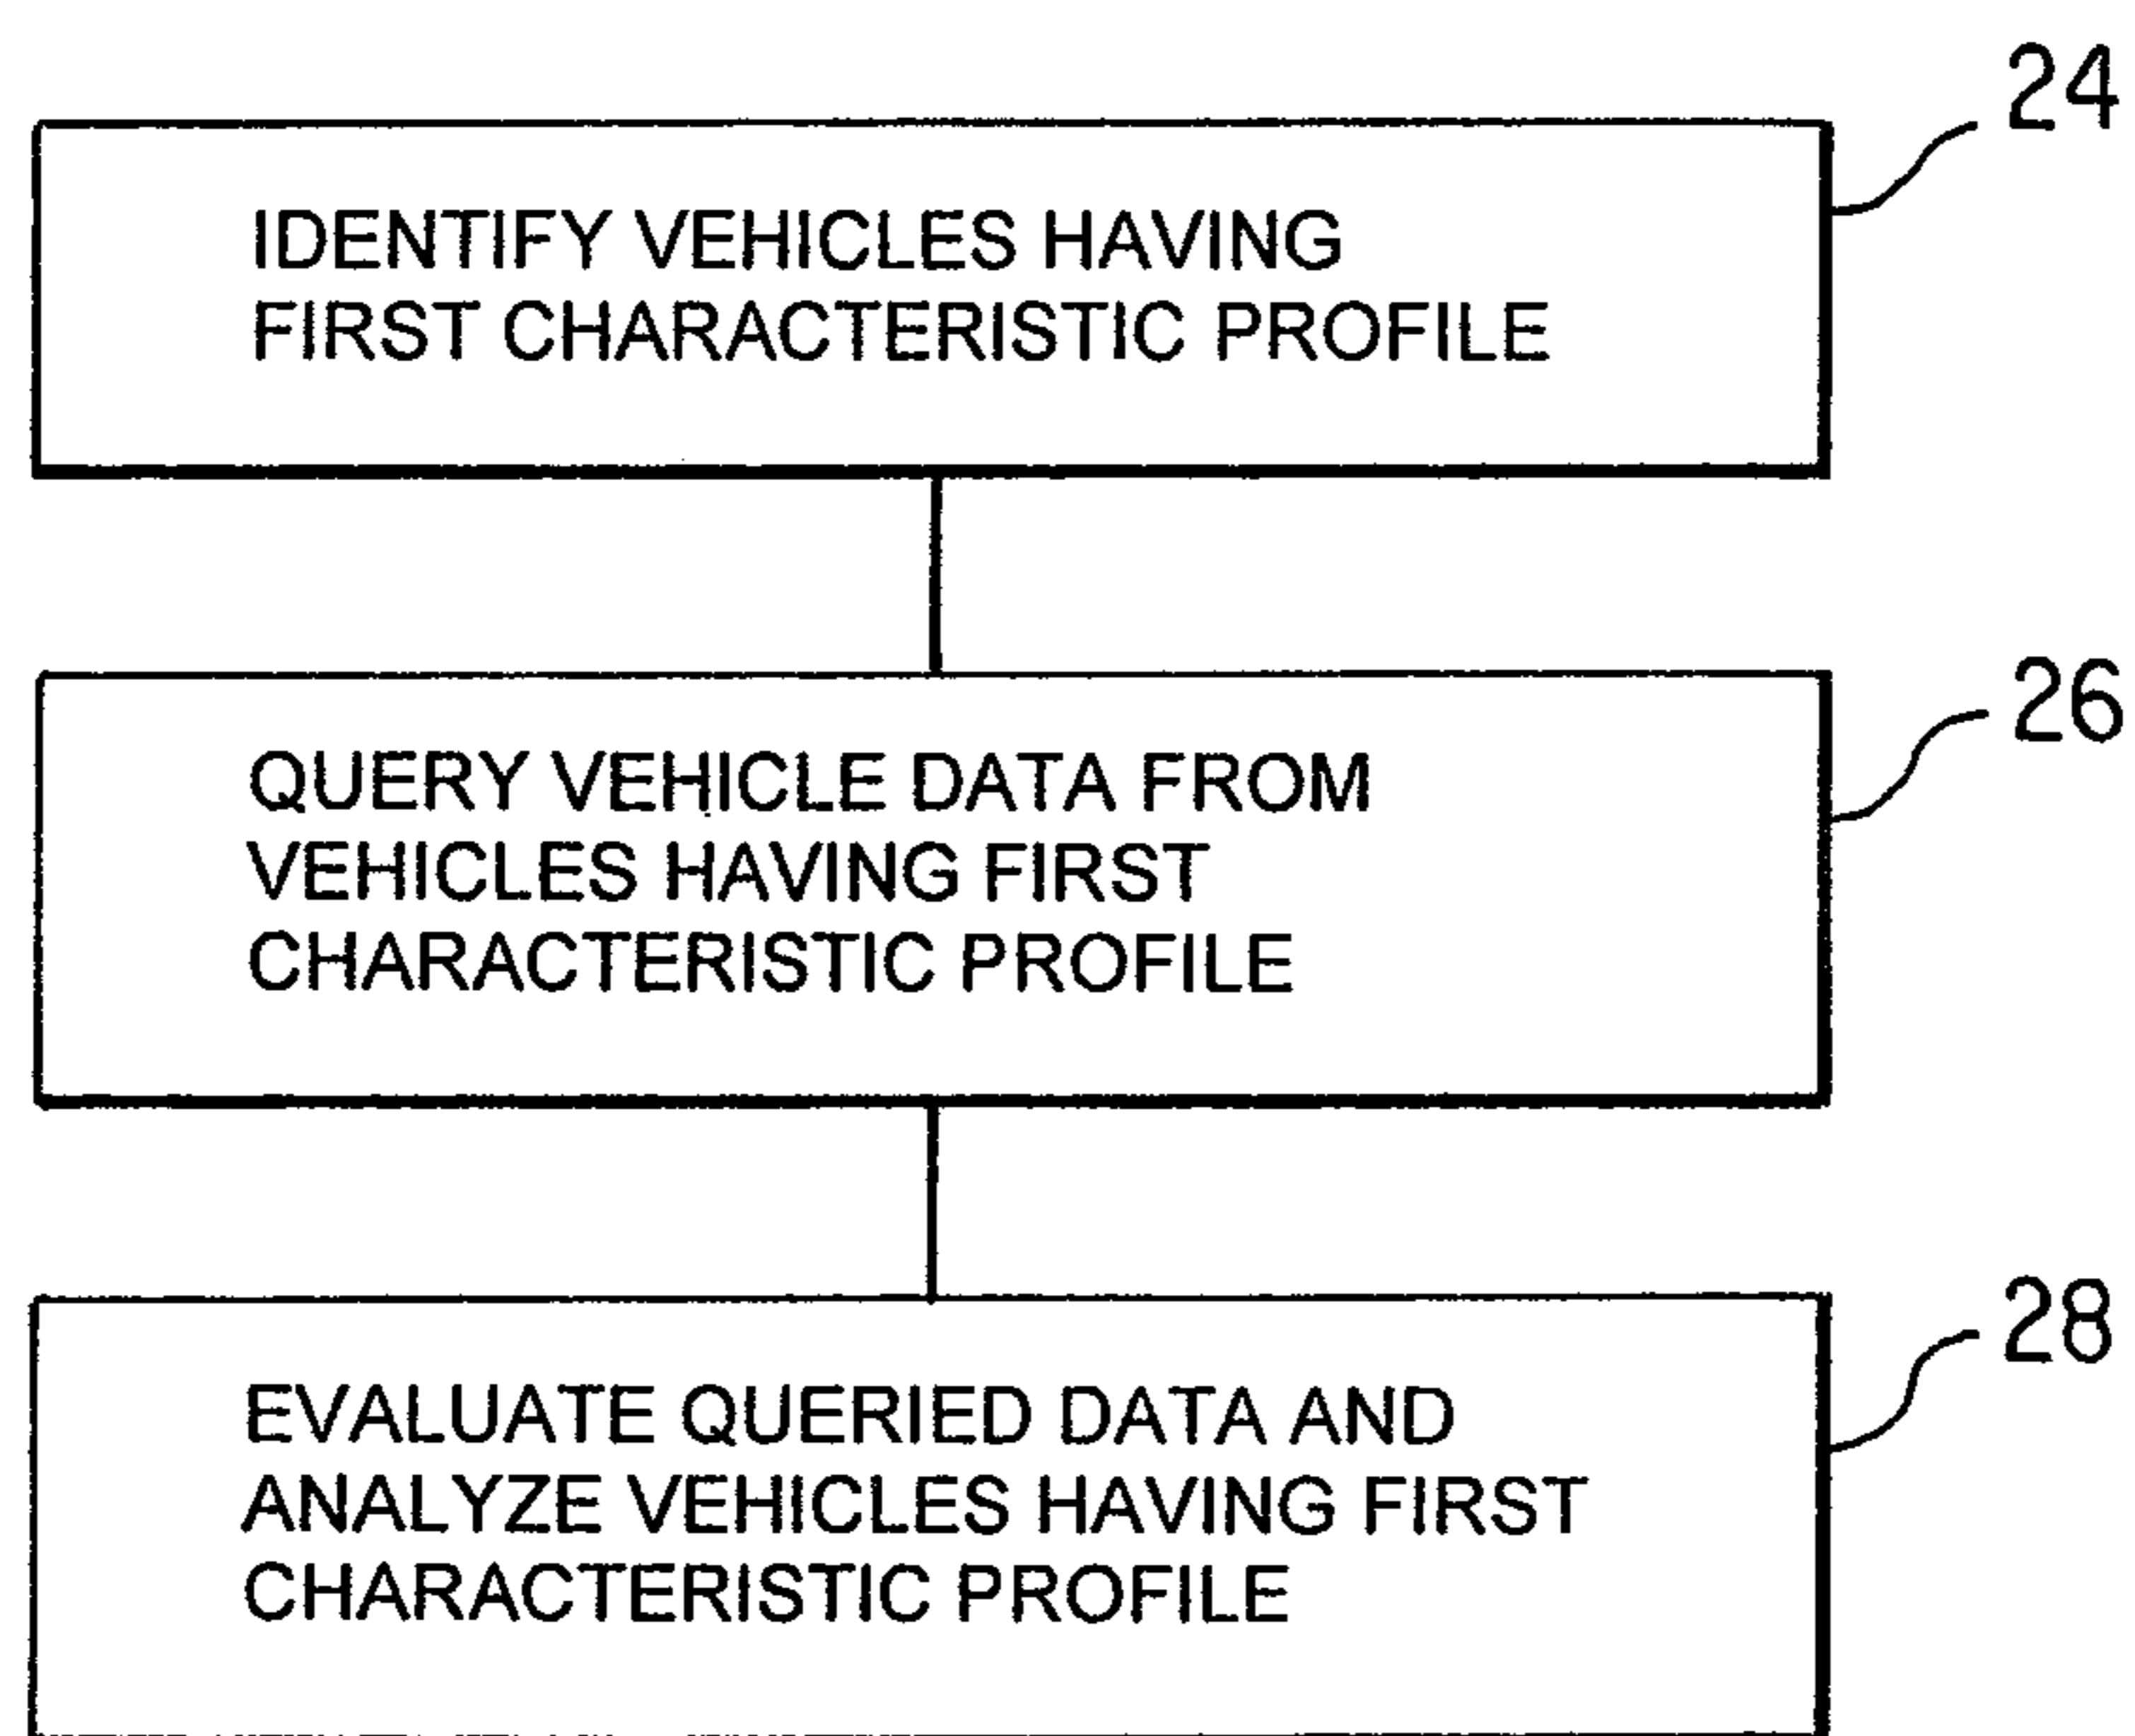 24
IDENTIFY VEHICLES HAVING
FIRST CHARACTERISTIC PROFILE
26
QUERY VEHICLE DATA FROM
VEHICLES HAVING FIRST
CHARACTERISTIC PROFILE
28
EVALUATE QUERIED DATA AND
ANALYZE VEHICLES HAVING FIRST
CHARACTERISTIC PROFILE